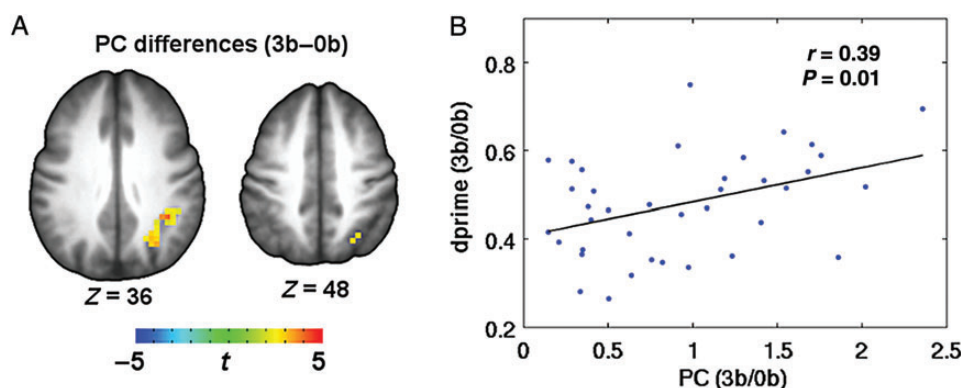 A
PC differences (3b–0b)
Z = 36
Z = 48
–5 t 5
B
r = 0.39
P = 0.01
dprime (3b/0b)
0.8
0.6
0.4
0.2
0 0.5 1 1.5 2 2.5
PC (3b/0b)